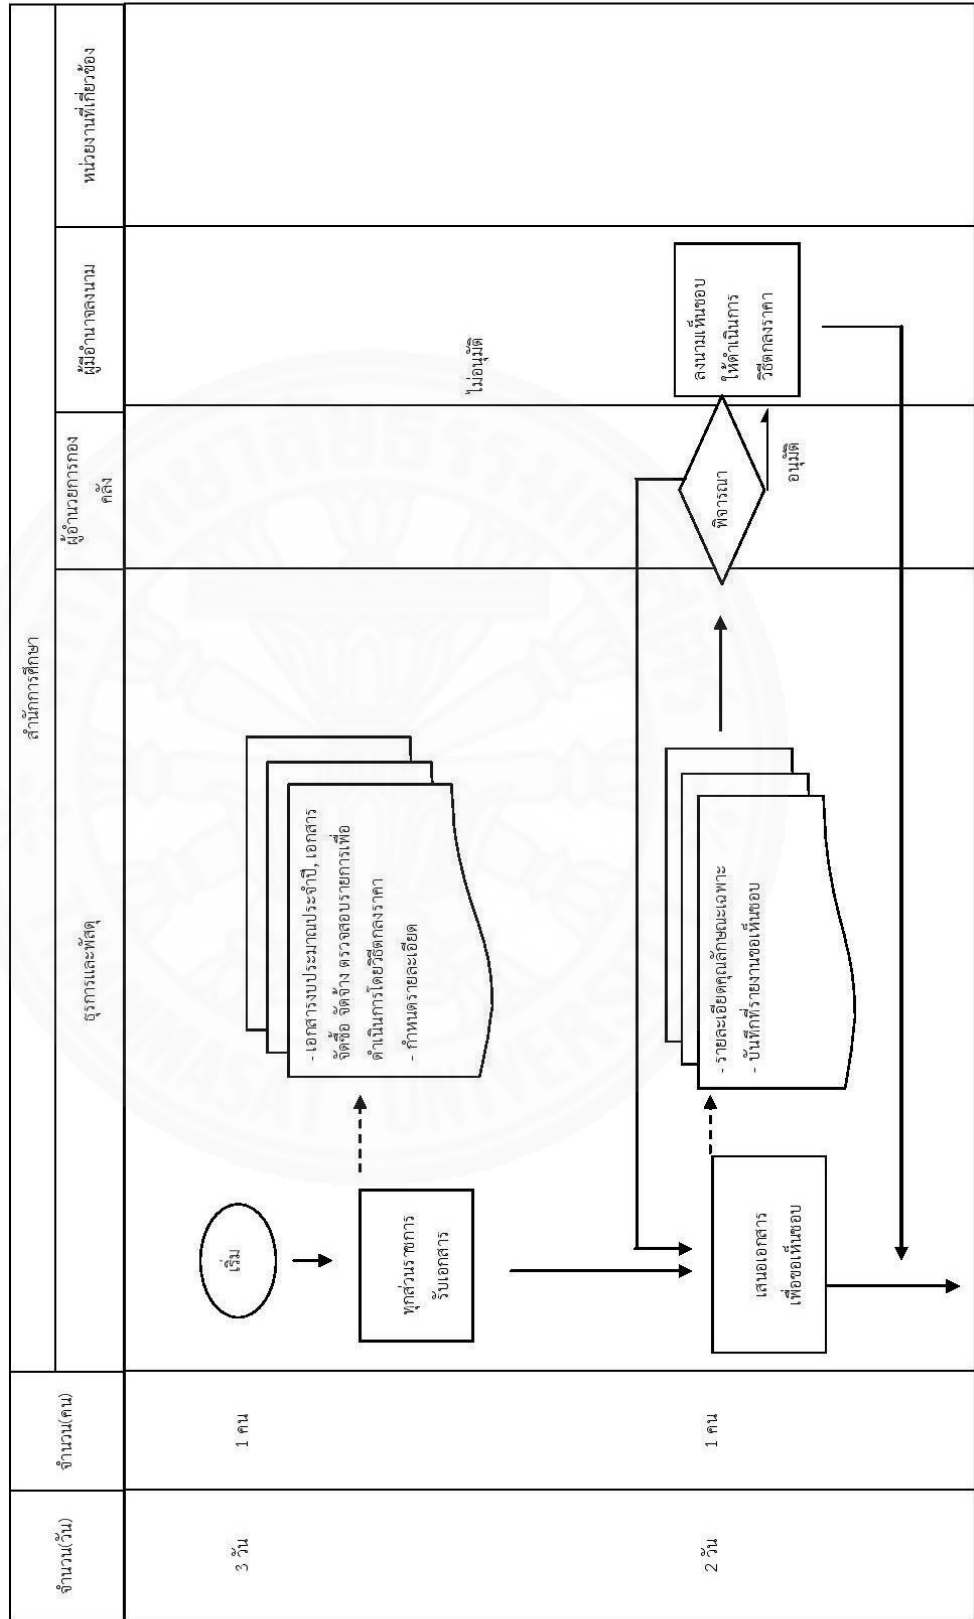 จำนวน(วัน)
จำนวน(คน)
สำนักการศึกษา
ธุรการและพัสดุ
ผู้อำนวยการกอง
คลัง
ผู้มีอำนาจลงนาม
หน่วยงานที่เกี่ยวข้อง
3 วัน
1 คน
เริ่ม
ทุกส่วนราชการ
รับเอกสาร
- เอกสารงบประมาณประจำปี, เอกสาร
จัดซื้อ จัดจ้าง ตรวจสอบรายการเพื่อ
ดำเนินการโดยวิธีตกลงราคา
- กำหนดรายละเอียด
ไม่อนุมัติ
2 วัน
1 คน
เสนอเอกสาร
เพื่อขอเห็นชอบ
- รายละเอียดคุณลักษณะเฉพาะ
- บันทึกที่รายงานขอเห็นชอบ
พิจารณา
อนุมัติ
ลงนามเห็นชอบ
ให้ดำเนินการ
วิธีตกลงราคา